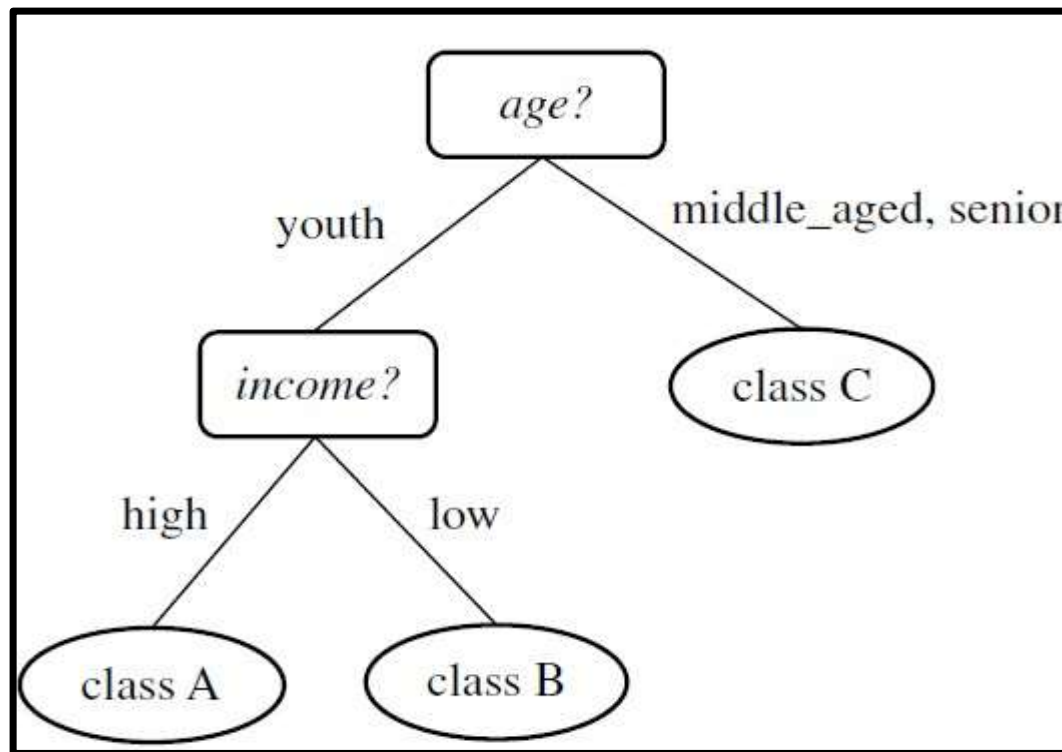 age?
youth
middle_aged, senior
income?
class C
high
low
class A
class B